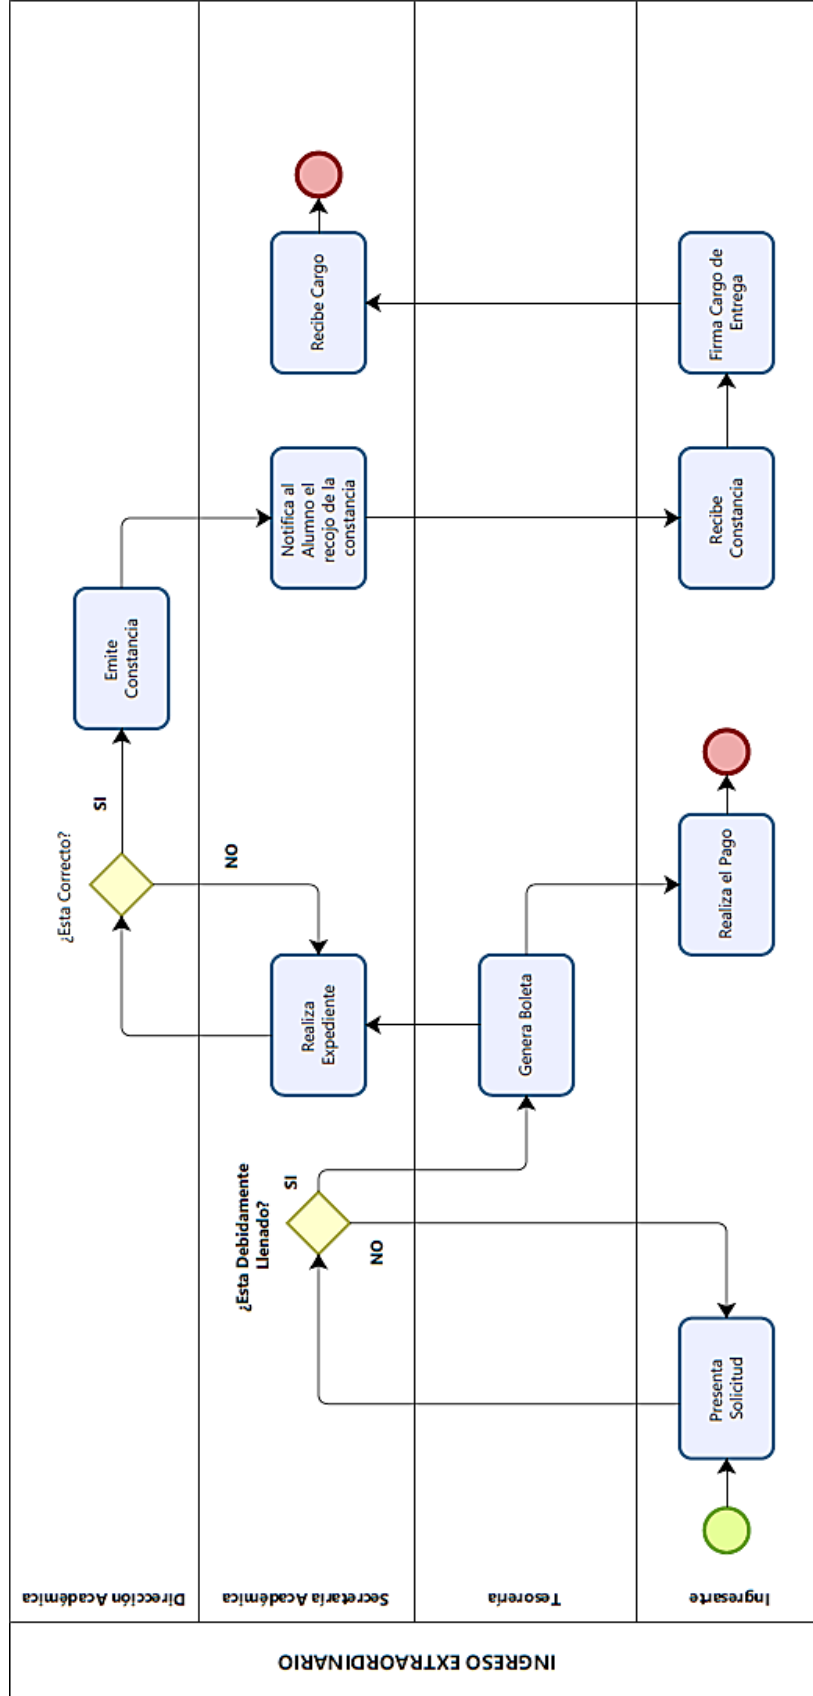 INGRESO EXTRAORDINARIO
Dirección Académica
Secretaría Académica
Tesorería
Ingresarte
¿Esta Correcto?
SI
NO
Emite
Constancia
¿Esta Debidamente
Llenado?
SI
NO
Realiza
Expediente
Notifica al
Alumno el
recojo de la
constancia
Recibe Cargo
Genera Boleta
Presenta
Solicitud
Realiza el Pago
Recibe
Constancia
Firma Cargo de
Entrega